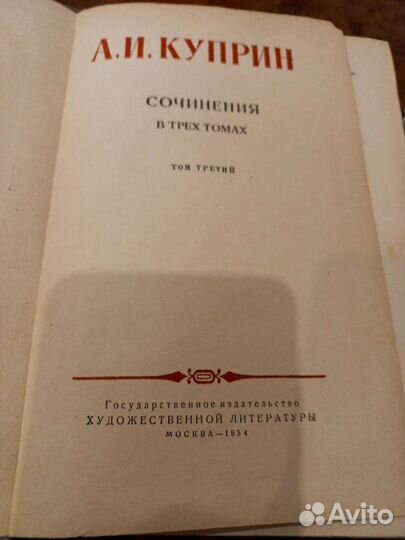 А.И.КУПРИН
СОЧИНЕНИЯ
В ТРЕХ ТОМАХ
ТОМ ТРЕТИЙ
Государственное издательство
ХУДОЖЕСТВЕННОЙ ЛИТЕРАТУРЫ
МОСКВА—1954
Avito